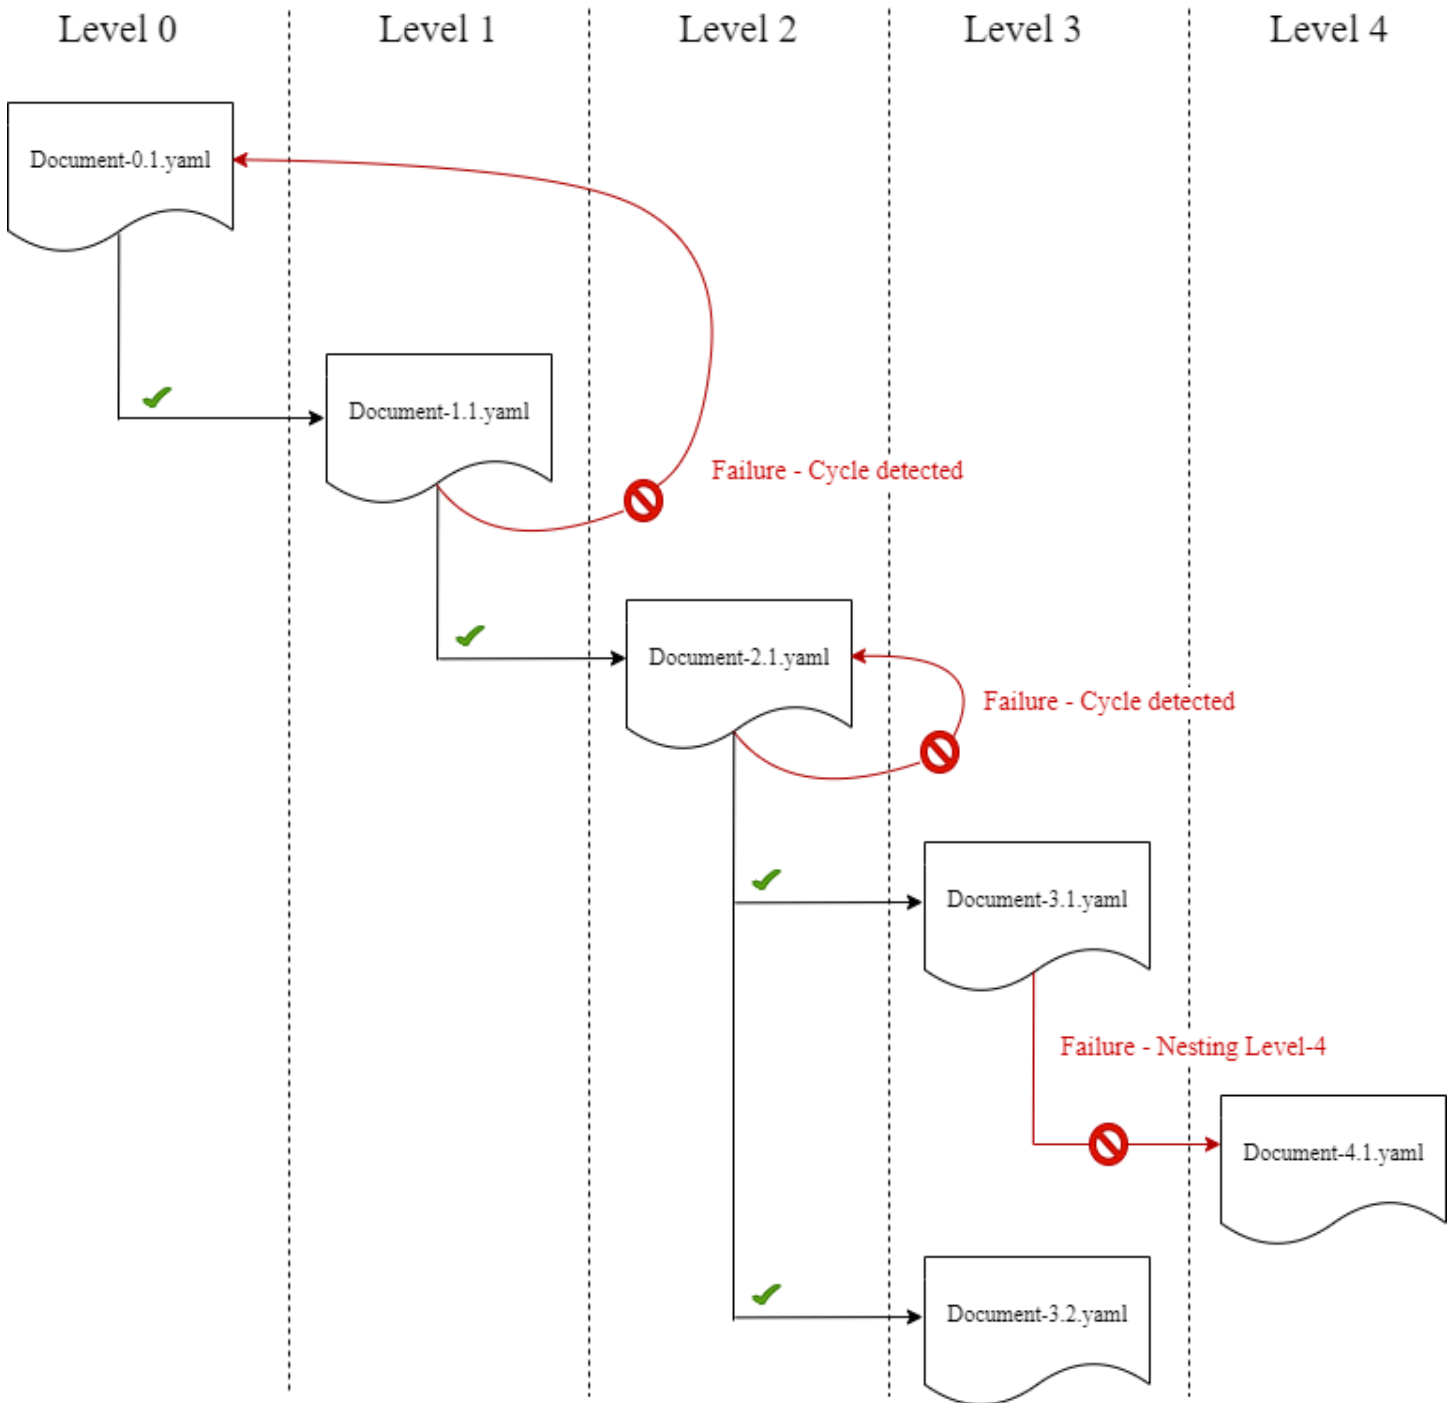 Level 0
Level 1
Level 2
Level 3
Level 4
Document-0.1.yaml
Document-1.1.yaml
Failure - Cycle detected
Document-2.1.yaml
Failure - Cycle detected
Document-3.1.yaml
Failure - Nesting Level-4
Document-4.1.yaml
Document-3.2.yaml